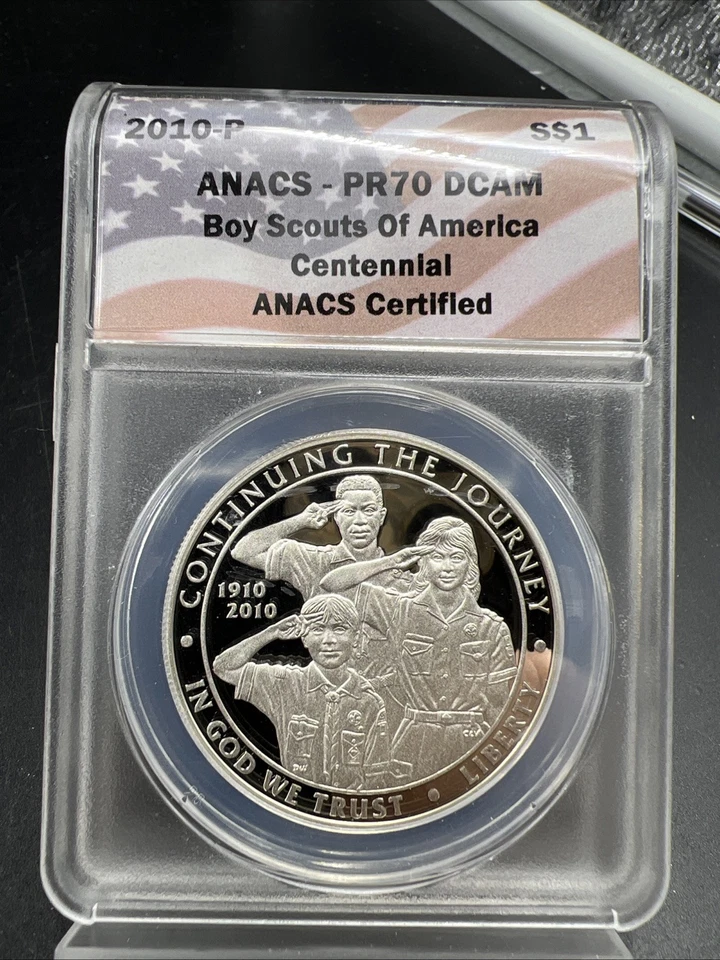 2010-P S$1
ANACS - PR70 DCAM
Boy Scouts Of America
Centennial
ANACS Certified
CONTINUING THE JOURNEY
1910
2010
IN GOD WE TRUST • LIBERTY